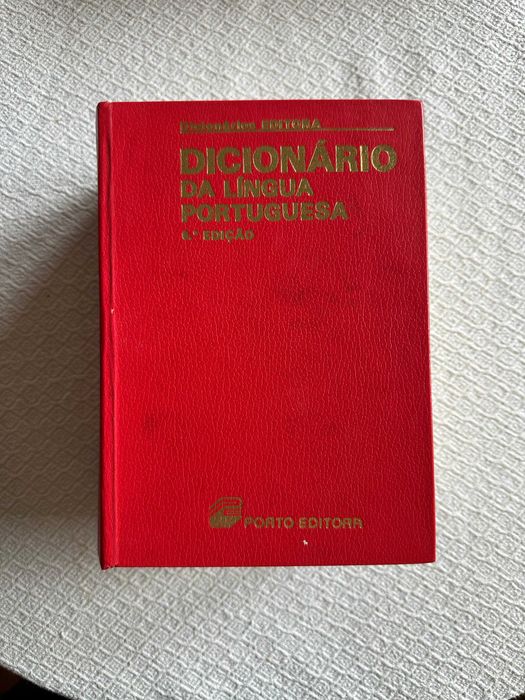 Dicionários EDITORA
DICIONÁRIO
DA LÍNGUA
PORTUGUESA
6.ª EDIÇÃO
PORTO EDITORA